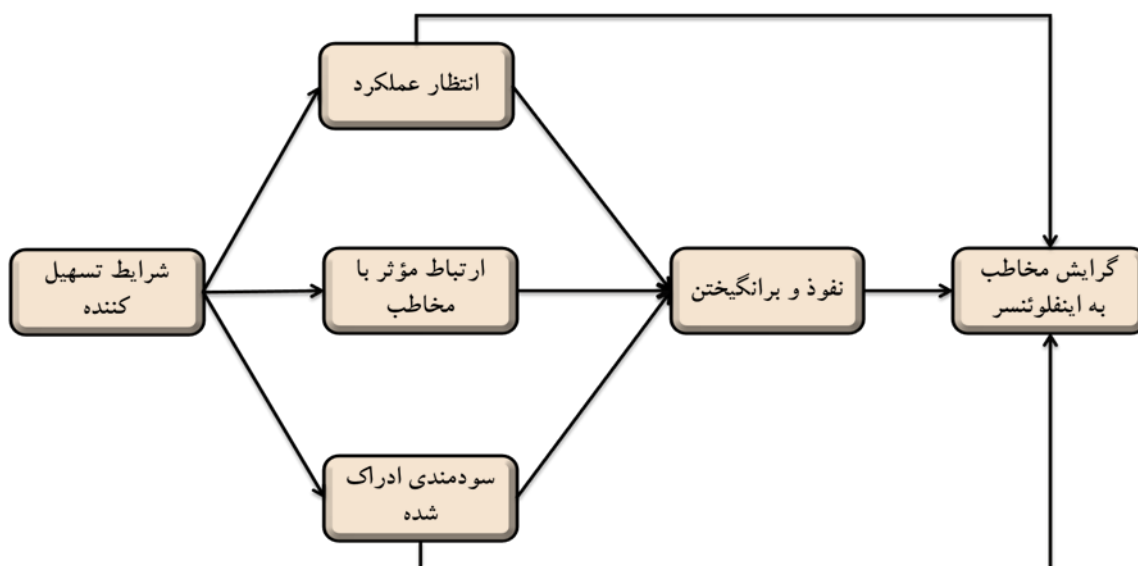 انتظار عملکرد
شرایط تسهیل
کننده
ارتباط مؤثر با
مخاطب
سودمندی ادراک
شده
نفوذ و برانگیختن
گرایش مخاطب
به اینفلوئنسر